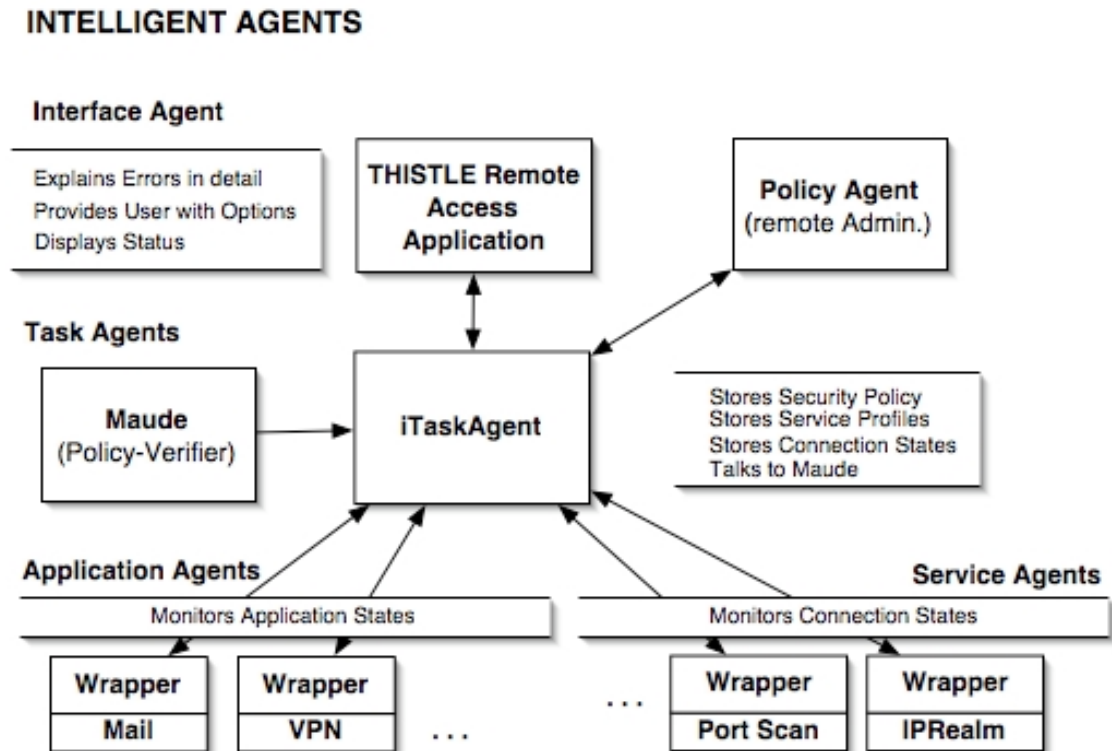 INTELLIGENT AGENTS
Interface Agent
Explains Errors in detail
Provides User with Options
Displays Status
THISTLE Remote
Access
Application
Policy Agent
(remote Admin.)
Task Agents
Maude
(Policy-Verifier)
iTaskAgent
Stores Security Policy
Stores Service Profiles
Stores Connection States
Talks to Maude
Application Agents
Service Agents
Monitors Application States
Monitors Connection States
Wrapper
Mail
Wrapper
VPN
...
...
Wrapper
Port Scan
Wrapper
IPRealm